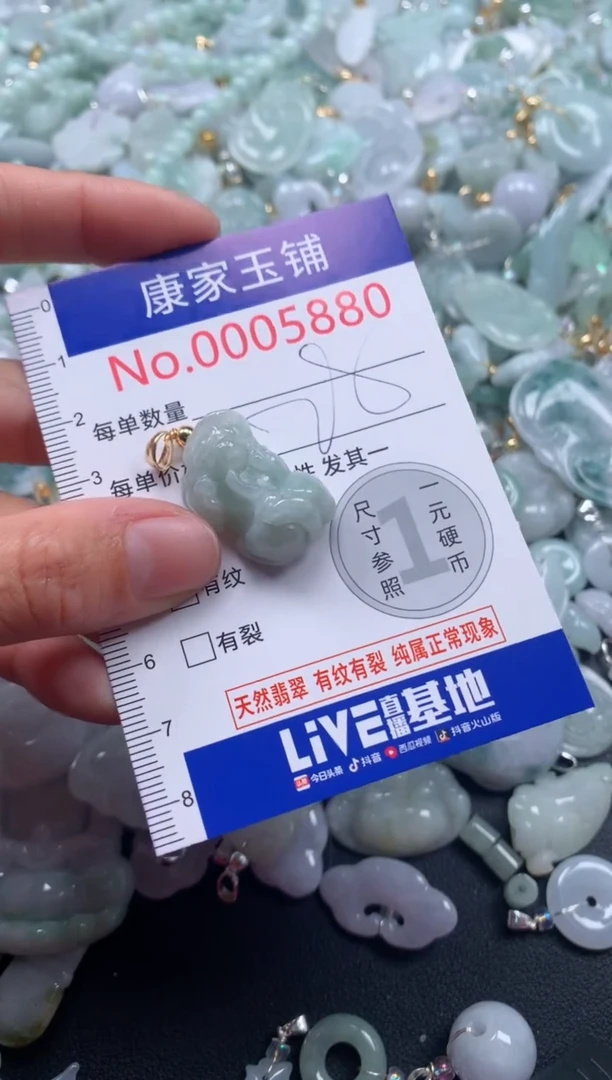 康家玉铺
No.0005880
0
1
2
3
6
7
8
每单数量
每单价
性 发其一
一元硬币
尺寸参照
1
有纹
有裂
天然翡翠 有纹有裂 纯属正常现象
LiVE直播基地
今日头条 抖音 西瓜视频 抖音火山版